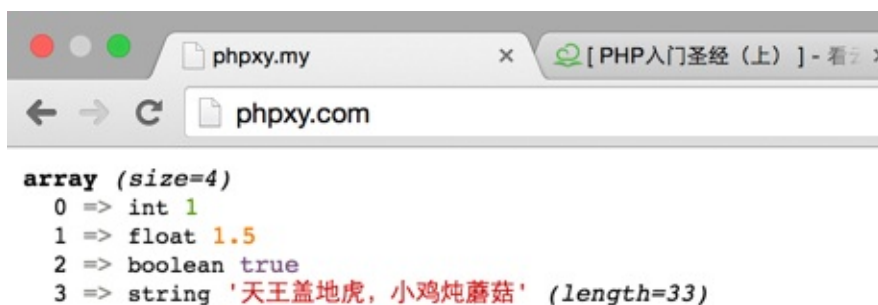 phpxy.my ×
[ PHP入门圣经（上） ] - 看云
phpxy.com
array (size=4)
0 => int 1
1 => float 1.5
2 => boolean true
3 => string '天王盖地虎，小鸡炖蘑菇' (length=33)